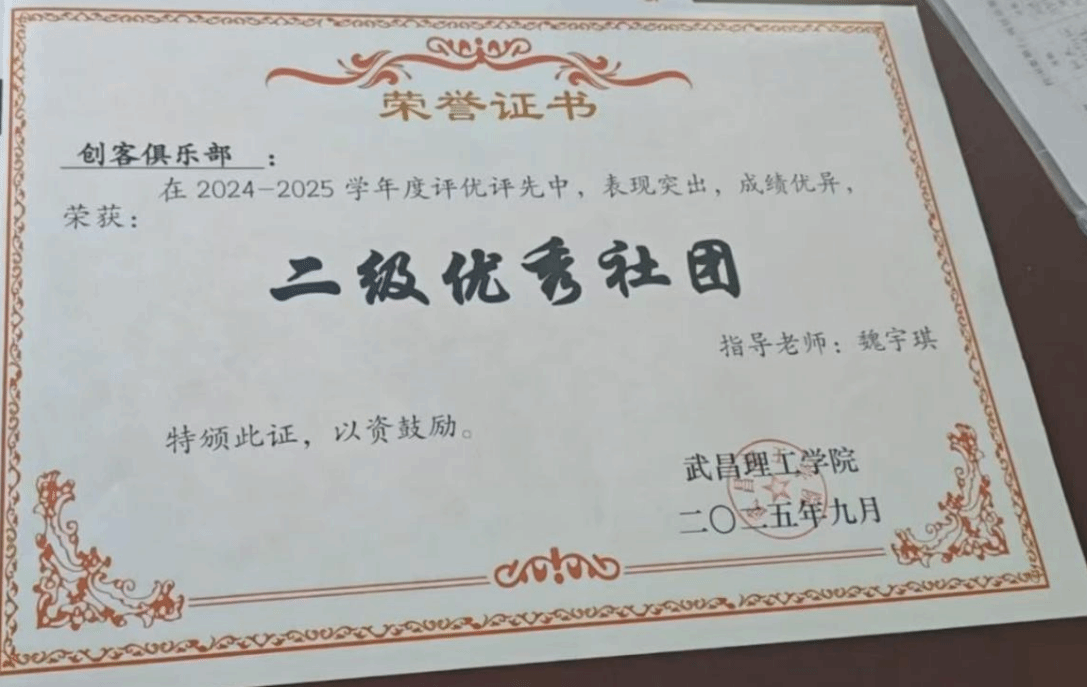 荣誉证书
创客俱乐部：
在 2024-2025 学年度评优评先中，表现突出，成绩优异，
荣获：
二级优秀社团
指导老师：魏宇琪
特颁此证，以资鼓励。
武昌理工学院
二〇二五年九月